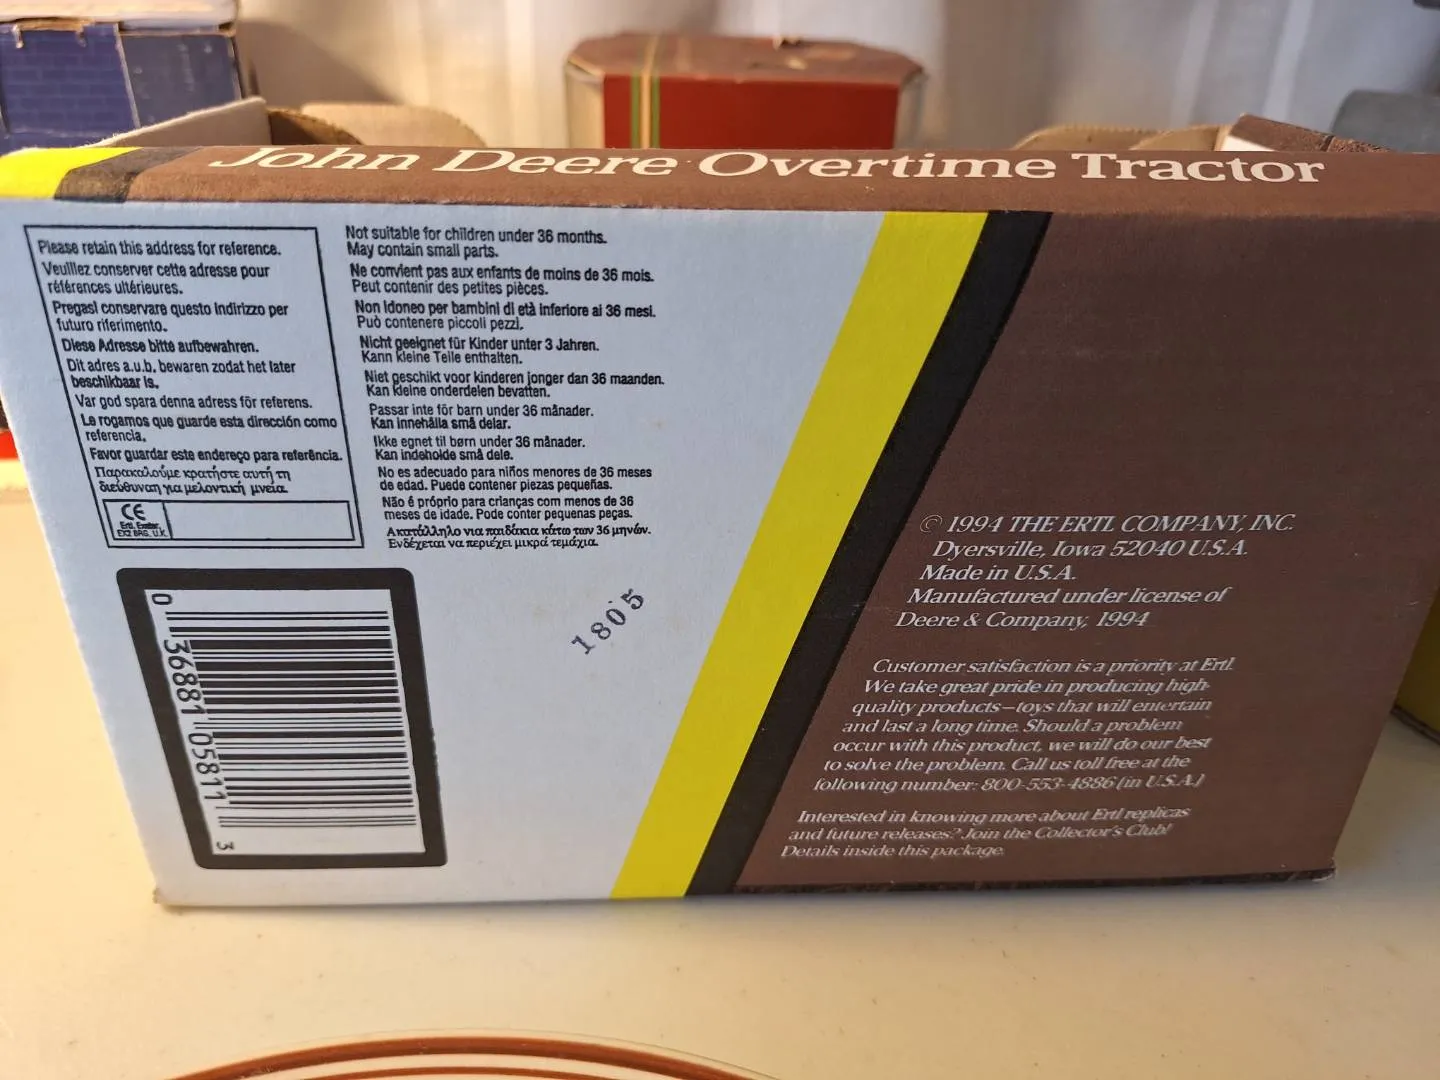 John Deere Overtime Tractor
Please retain this address for reference.
Veuillez conserver cette adresse pour
références ultérieures.
Pregasi conservare questo indirizzo per
futuro riferimento.
Diese Adresse bitte aufbewahren.
Dit adres a.u.b. bewaren zodat het later
beschikbaar is.
Var god spara denna adress för referens.
Le rogamos que guarde esta dirección como
referencia.
Favor guardar este endereço para referência.
Παρακαλούμε κρατήστε αυτή τη
διεύθυνση για μελοντική μνεία.
CE
Ertl, Exeter,
EX2 8AG, U.K.
Not suitable for children under 36 months.
May contain small parts.
Ne convient pas aux enfants de moins de 36 mois.
Peut contenir des petites pièces.
Non idoneo per bambini di età inferiore ai 36 mesi.
Può contenere piccoli pezzi.
Nicht geeignet für Kinder unter 3 Jahren.
Kann kleine Teile enthalten.
Niet geschikt voor kinderen jonger dan 36 maanden.
Kan kleine onderdelen bevatten.
Passar inte för barn under 36 månader.
Kan innehålla små delar.
Ikke egnet til børn under 36 månader.
Kan indeholde små dele.
No es adecuado para niños menores de 36 meses
de edad. Puede contener piezas pequeñas.
Não é próprio para crianças com menos de 36
meses de idade. Pode conter pequenas peças.
Ακατάλληλο για παιδάκια κάτω των 36 μηνών.
Ενδέχεται να περιέχει μικρά τεμάχια.
0 36881 05811 3
1805
© 1994 THE ERTL COMPANY, INC.
Dyersville, Iowa 52040 U.S.A.
Made in U.S.A.
Manufactured under license of
Deere & Company, 1994
Customer satisfaction is a priority at Ertl.
We take great pride in producing high-
quality products—toys that will entertain
and last a long time. Should a problem
occur with this product, we will do our best
to solve the problem. Call us toll free at the
following number: 800-553-4886 (in U.S.A.)
Interested in knowing more about Ertl replicas
and future releases? Join the Collector's Club!
Details inside this package.